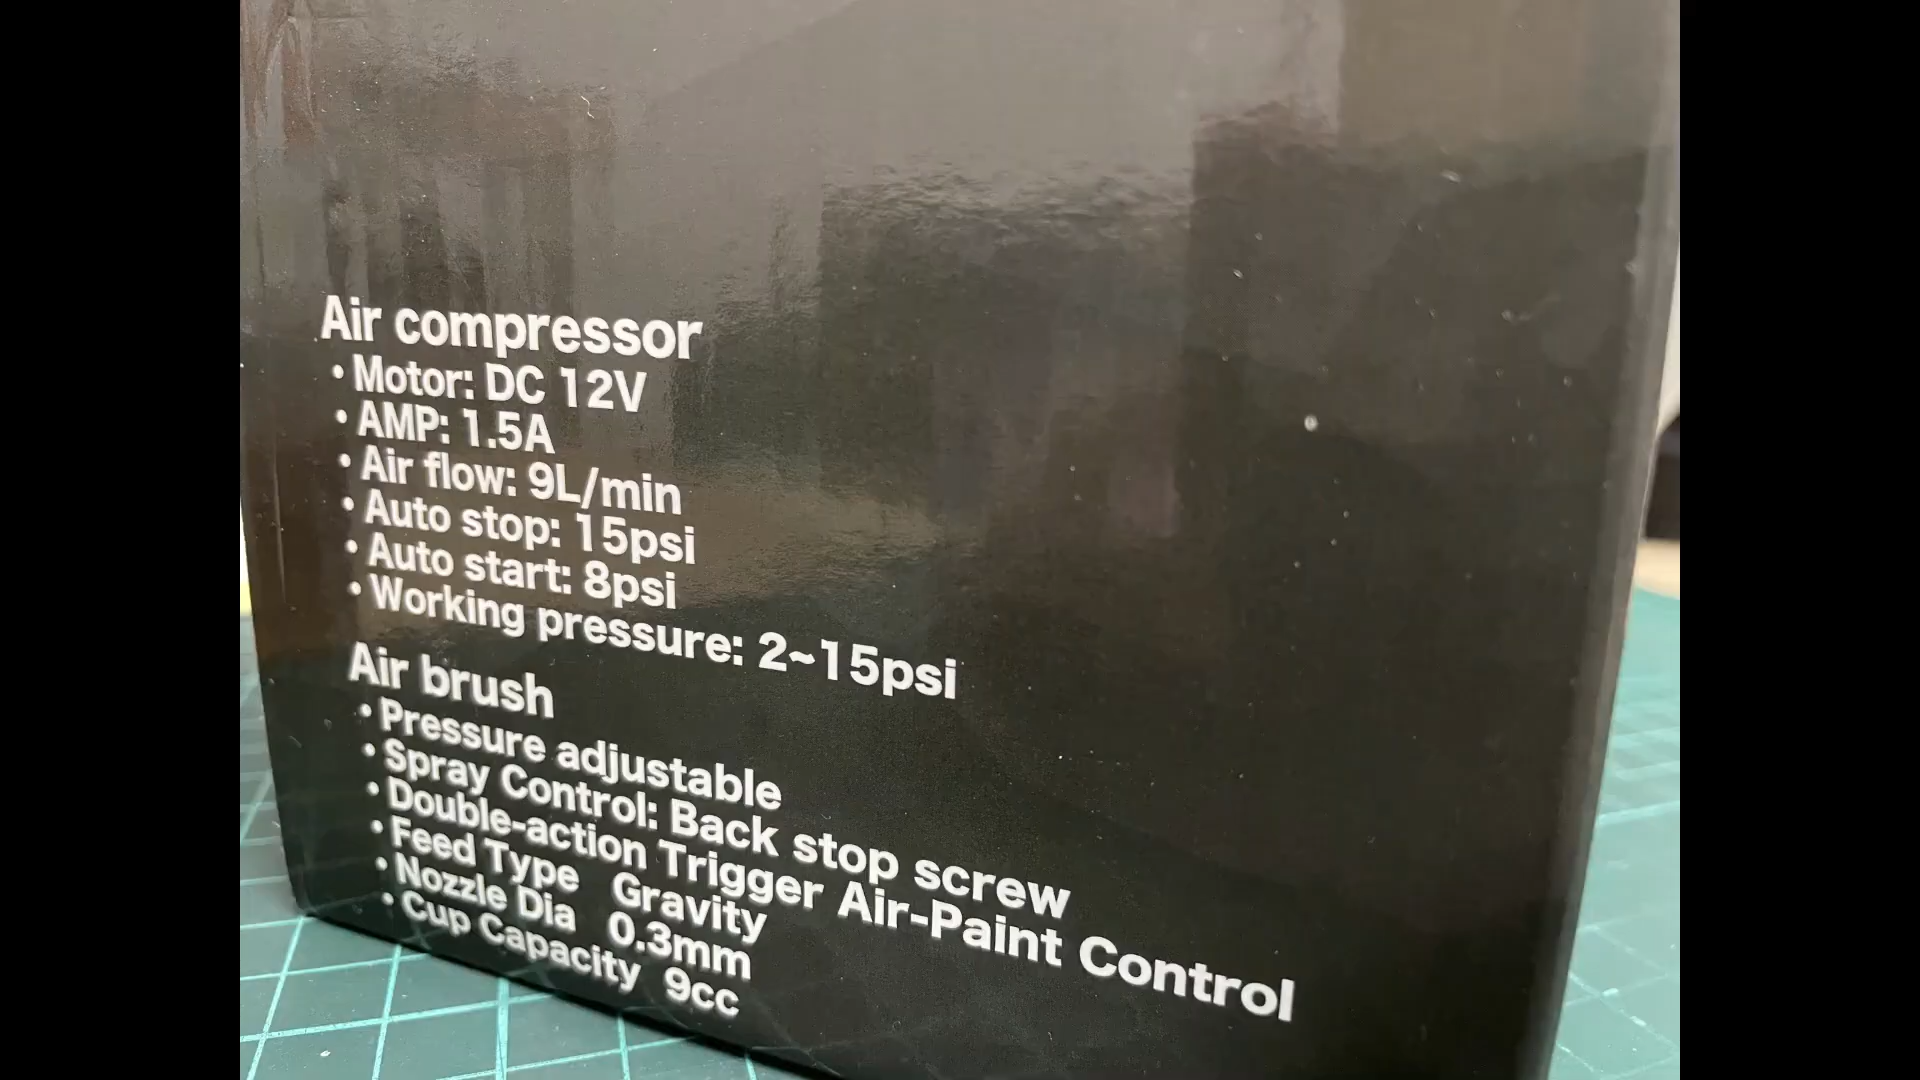 Air compressor
・Motor: DC 12V
・AMP: 1.5A
・Air flow: 9L/min
・Auto stop: 15psi
・Auto start: 8psi
・Working pressure: 2~15psi
Air brush
・Pressure adjustable
・Spray Control: Back stop screw
・Double-action Trigger Air-Paint Control
・Feed Type Gravity
・Nozzle Dia 0.3mm
・Cup Capacity 9cc